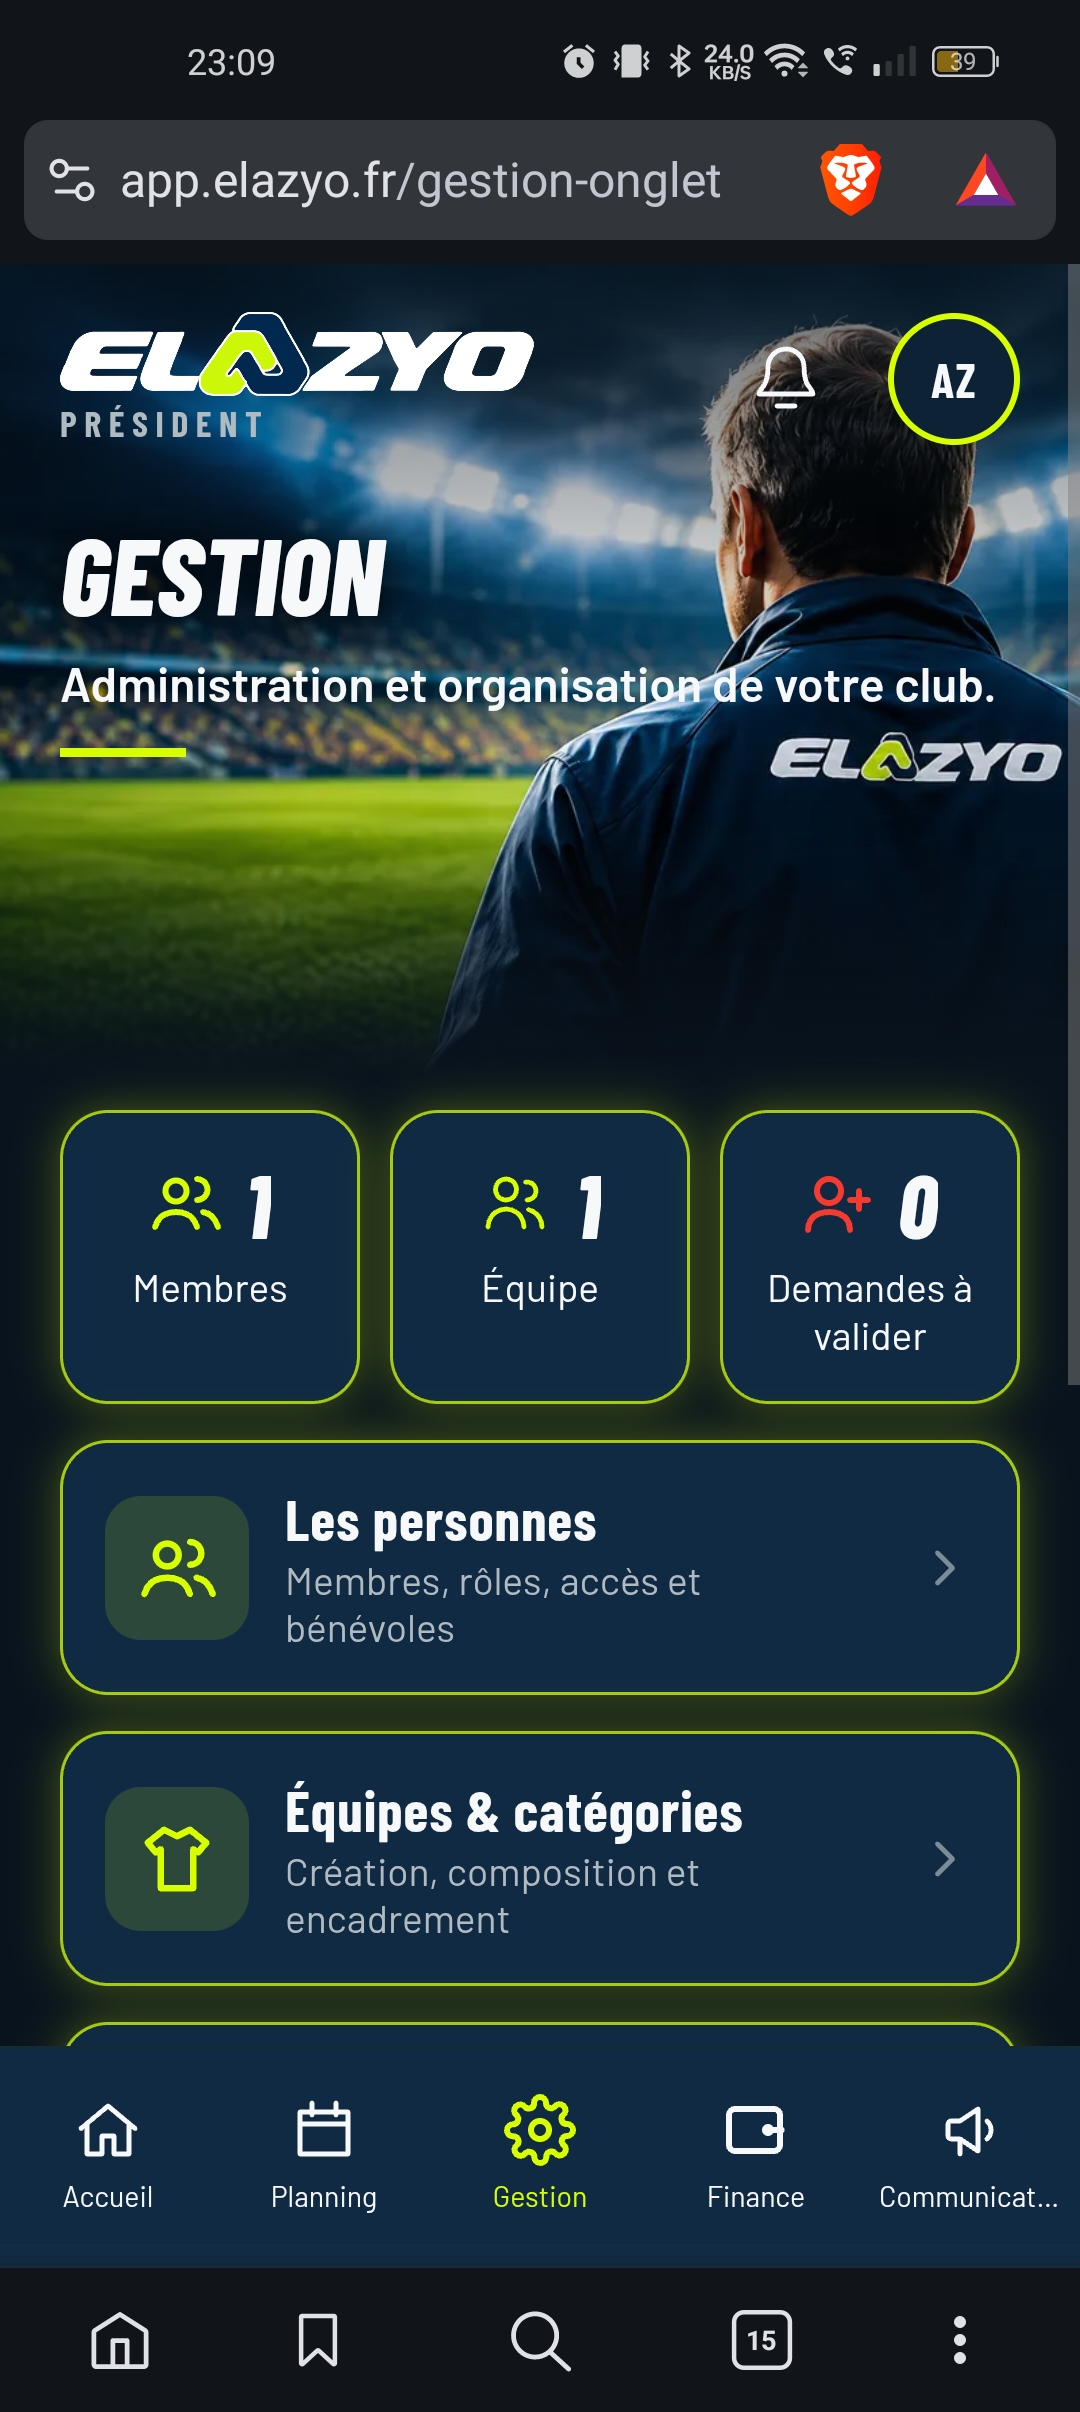 23:09
24.0
KB/S
39
app.elazyo.fr/gestion-onglet
ELAZYO
PRÉSIDENT
AZ
GESTION
Administration et organisation de votre club.
ELAZYO
1
Membres
1
Équipe
0
Demandes à
valider
Les personnes
Membres, rôles, accès et
bénévoles
Équipes & catégories
Création, composition et
encadrement
Accueil
Planning
Gestion
Finance
Communicat...
15